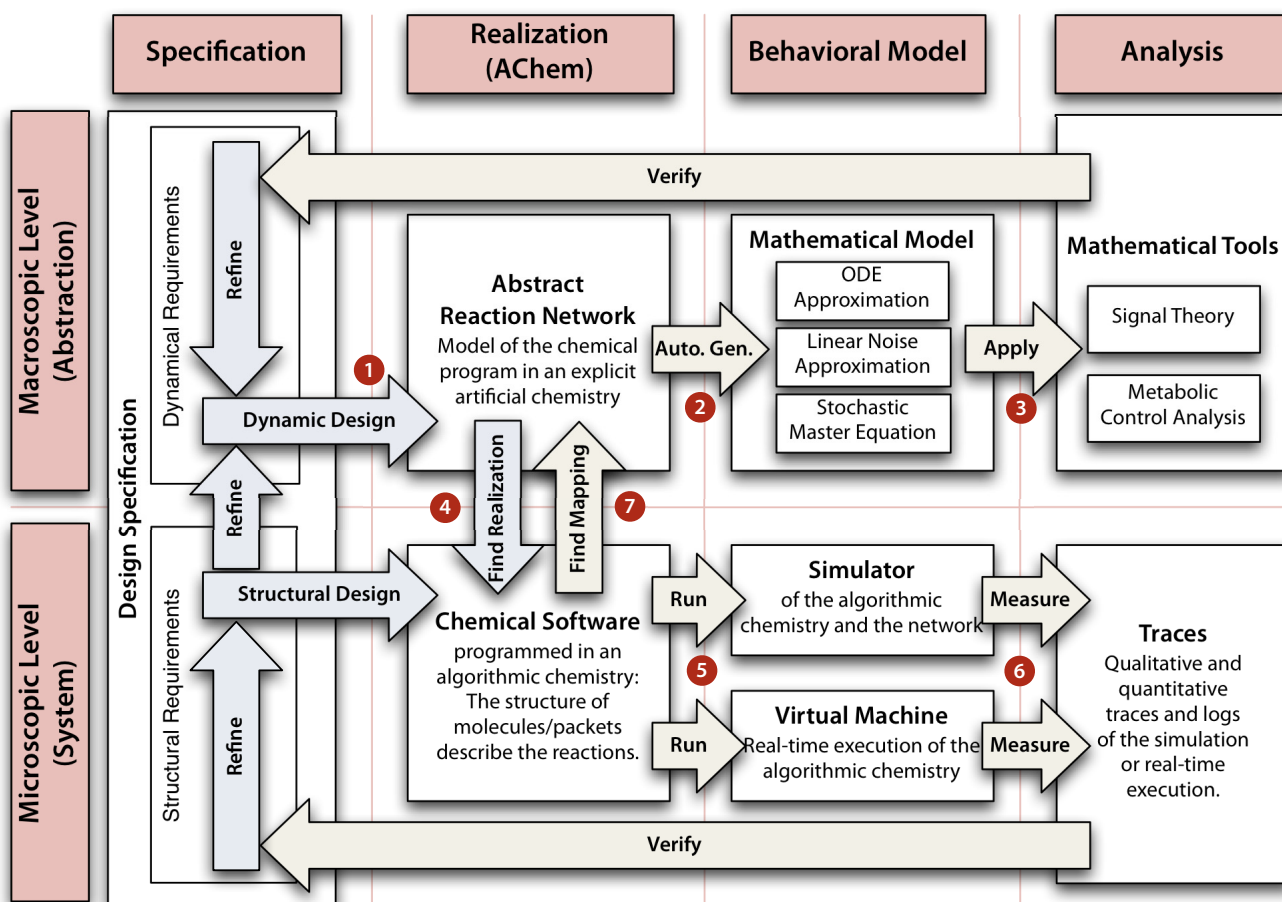 Specification
Realization
(AChem)
Behavioral Model
Analysis
Macroscopic Level
(Abstraction)
Microscopic Level
(System)
Design Specification
Dynamical Requirements
Refine
Verify
Dynamic Design
1
Abstract
Reaction Network
Model of the chemical
program in an explicit
artificial chemistry
Auto. Gen.
2
Mathematical Model
ODE
Approximation
Linear Noise
Approximation
Stochastic
Master Equation
Apply
3
Mathematical Tools
Signal Theory
Metabolic
Control Analysis
Refine
4
Find Realization
Find Mapping
7
Structural Requirements
Structural Design
Refine
Chemical Software
programmed in an
algorithmic chemistry:
The structure of
molecules/packets
describe the reactions.
Run
5
Run
Simulator
of the algorithmic
chemistry and the network
Virtual Machine
Real-time execution of the
algorithmic chemistry
Measure
6
Measure
Traces
Qualitative and
quantitative
traces and logs
of the simulation
or real-time
execution.
Verify